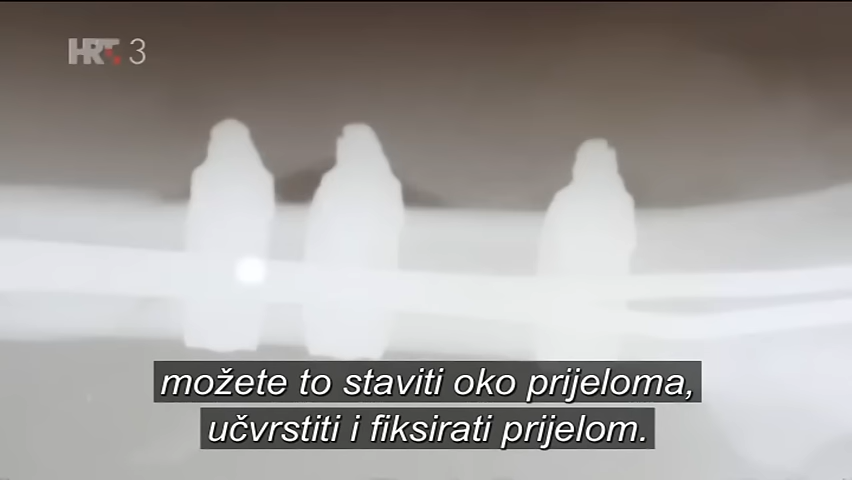 HRT 3
možete to staviti oko prijeloma,
učvrstiti i fiksirati prijelom.